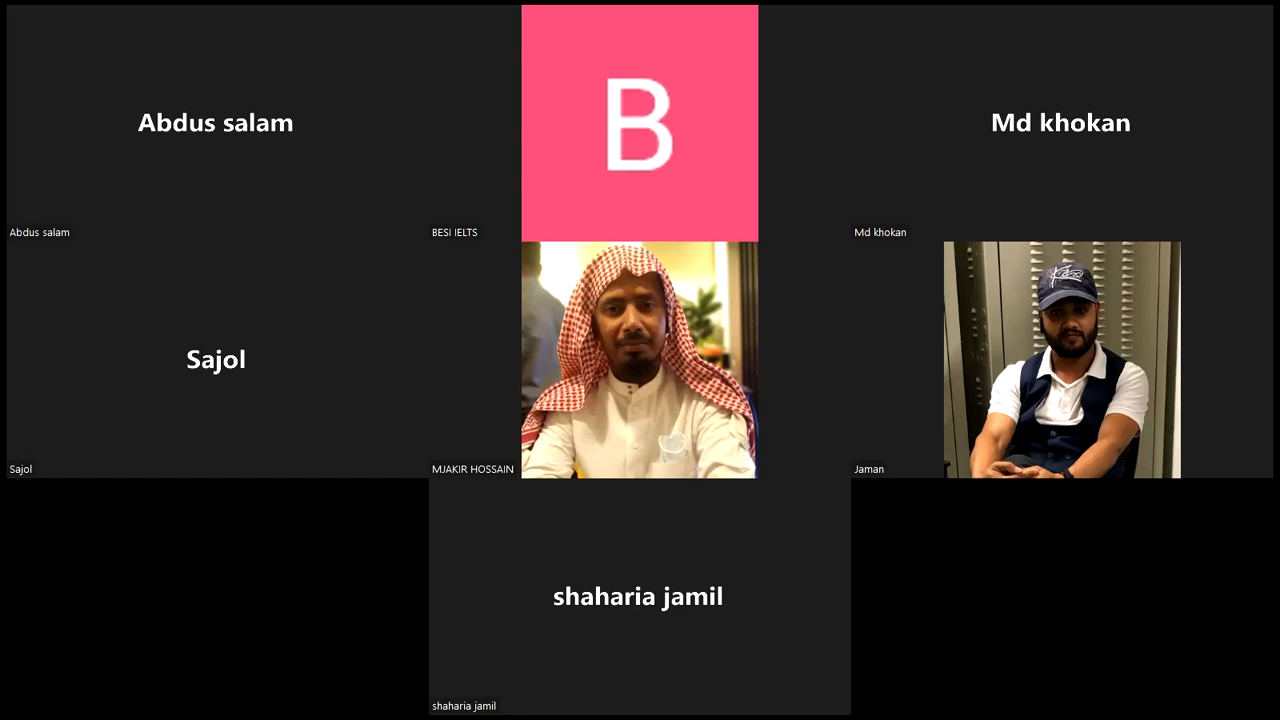 Abdus salam
B
Md khokan
Abdus salam
BESI IELTS
Md khokan
Sajol
Sajol
MJAKIR HOSSAIN
Jaman
shaharia jamil
shaharia jamil